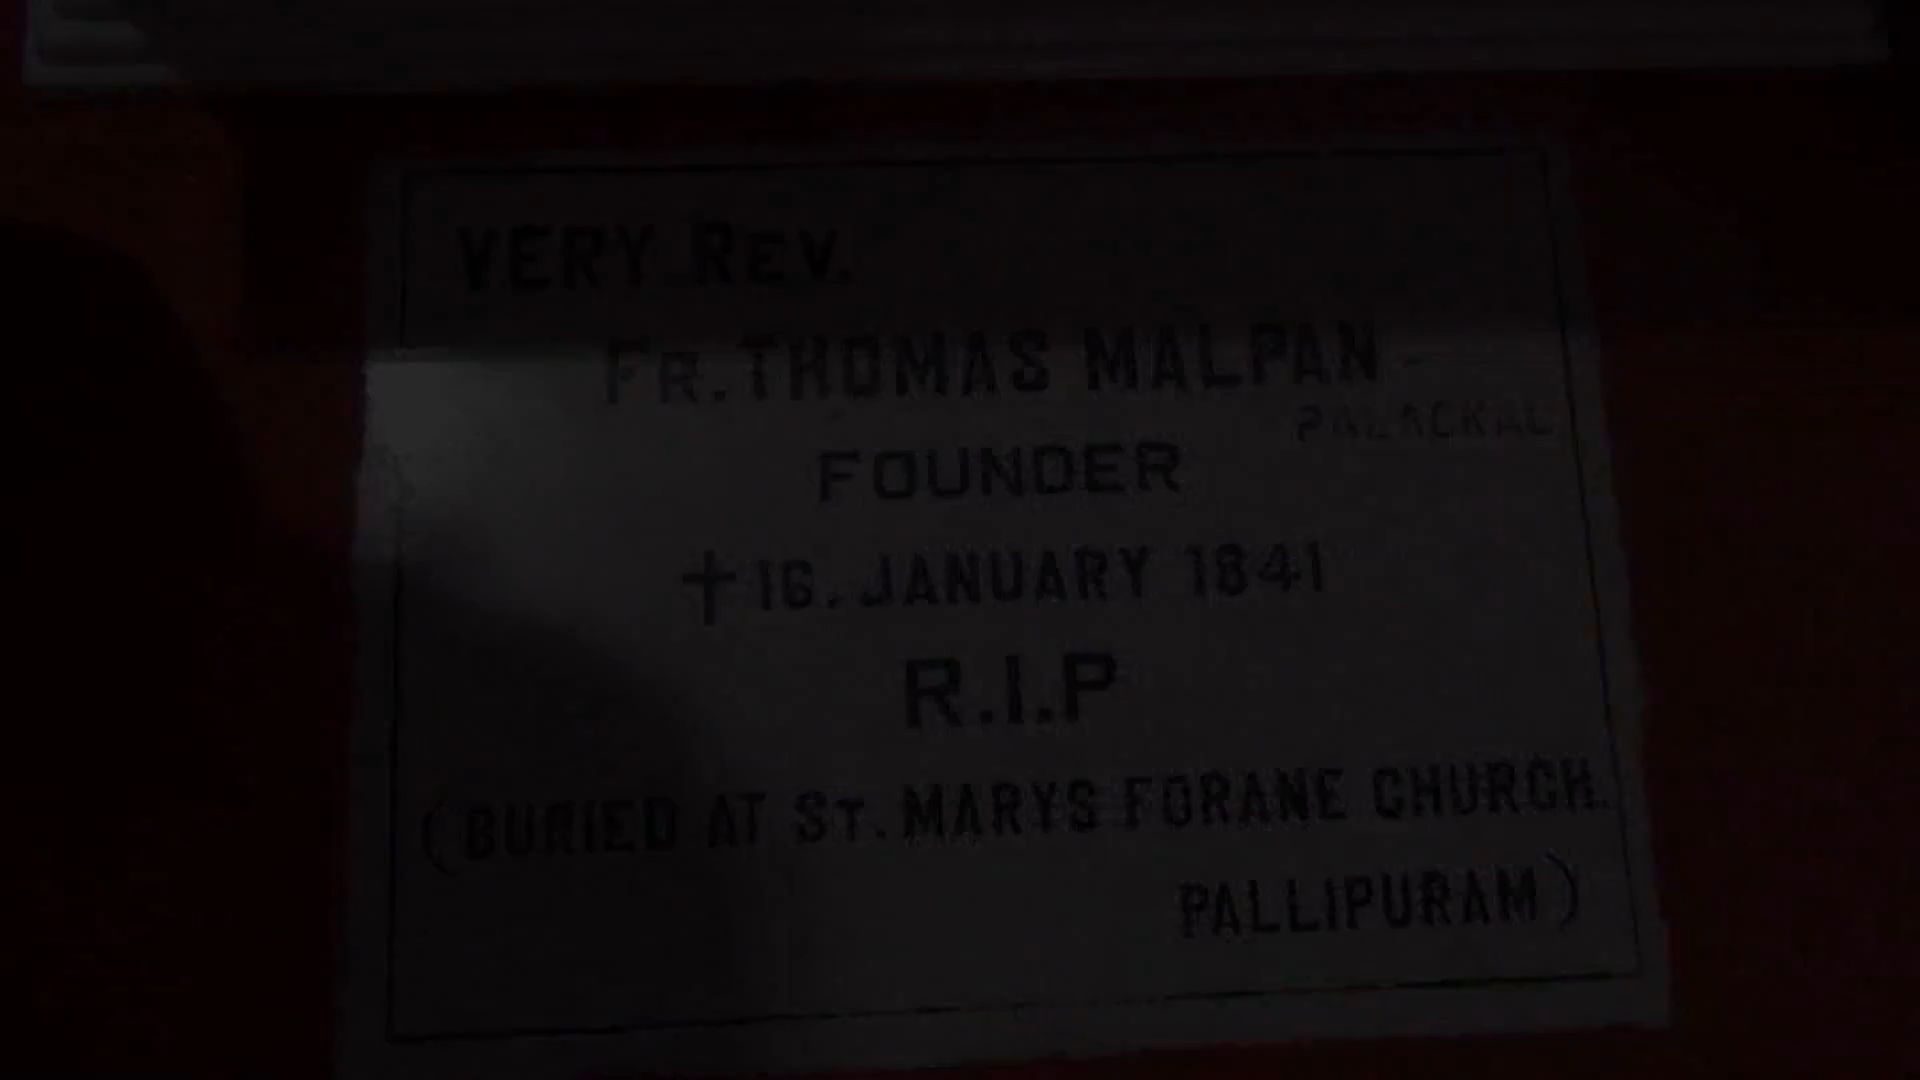 VERY REV.
FR. THOMAS MALPAN -
PALACKAL
FOUNDER
✝ 16. JANUARY 1841
R.I.P
(BURIED AT ST. MARYS FORANE CHURCH.
PALLIPURAM)